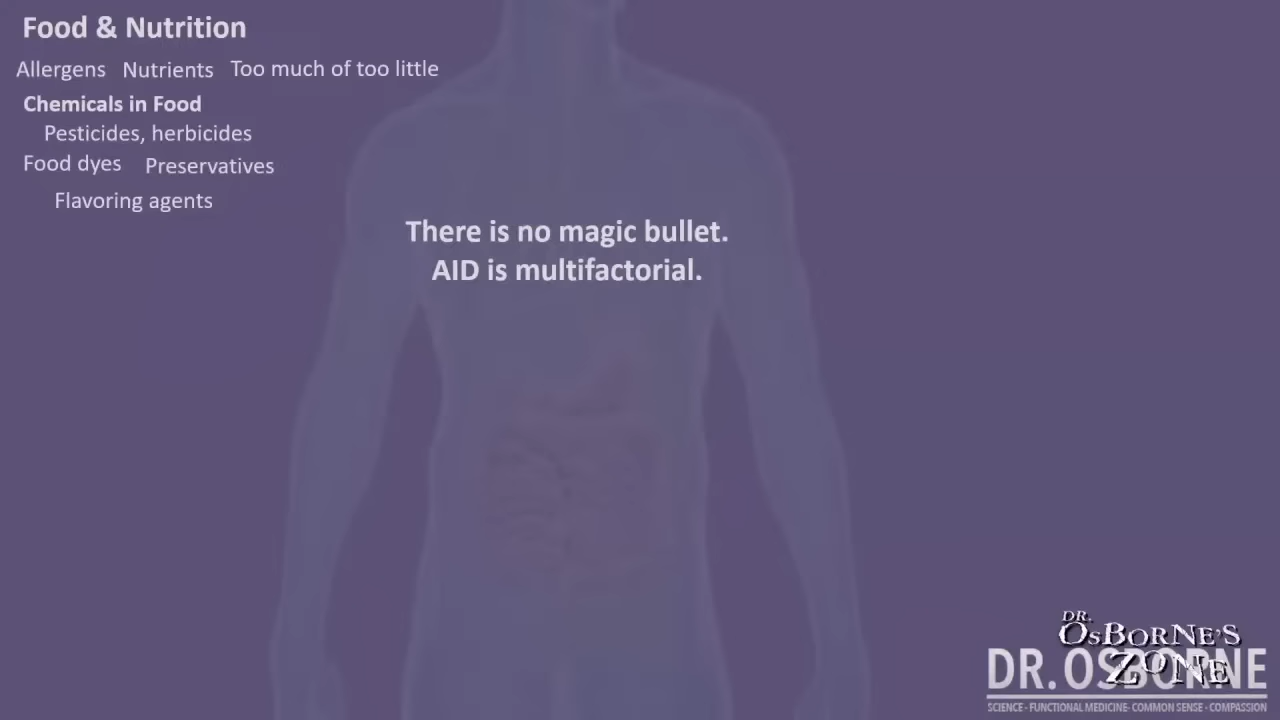 Food & Nutrition
Allergens Nutrients Too much of too little
Chemicals in Food
Pesticides, herbicides
Food dyes Preservatives
Flavoring agents
There is no magic bullet.
AID is multifactorial.
DR.
OSBORNE'S
ZONE
DR. OSBORNE
SCIENCE - FUNCTIONAL MEDICINE- COMMON SENSE - COMPASSION